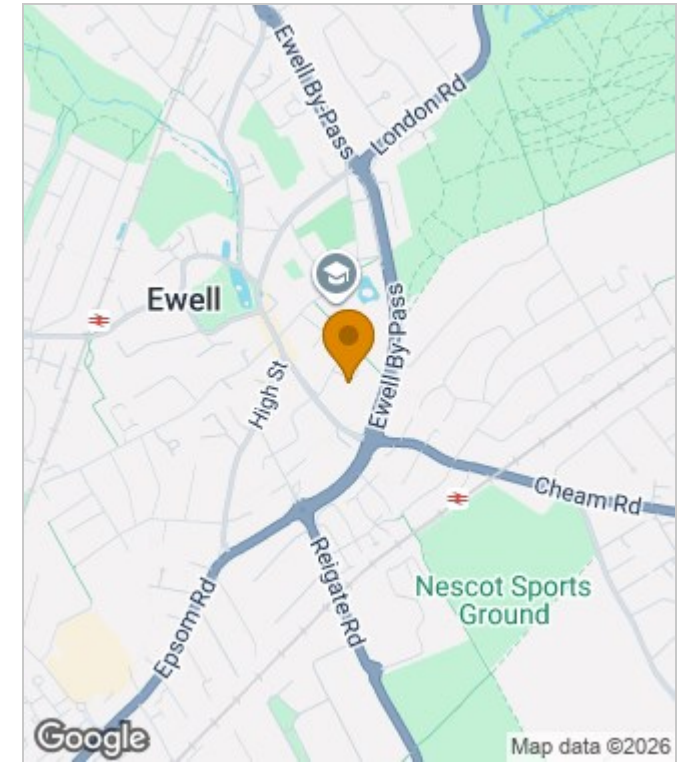 Ewell By-Pass
London Rd
Ewell
High St
Ewell By-Pass
Cheam Rd
Nescot Sports
Ground
Reigate Rd
Epsom Rd
Google
Map data ©2026